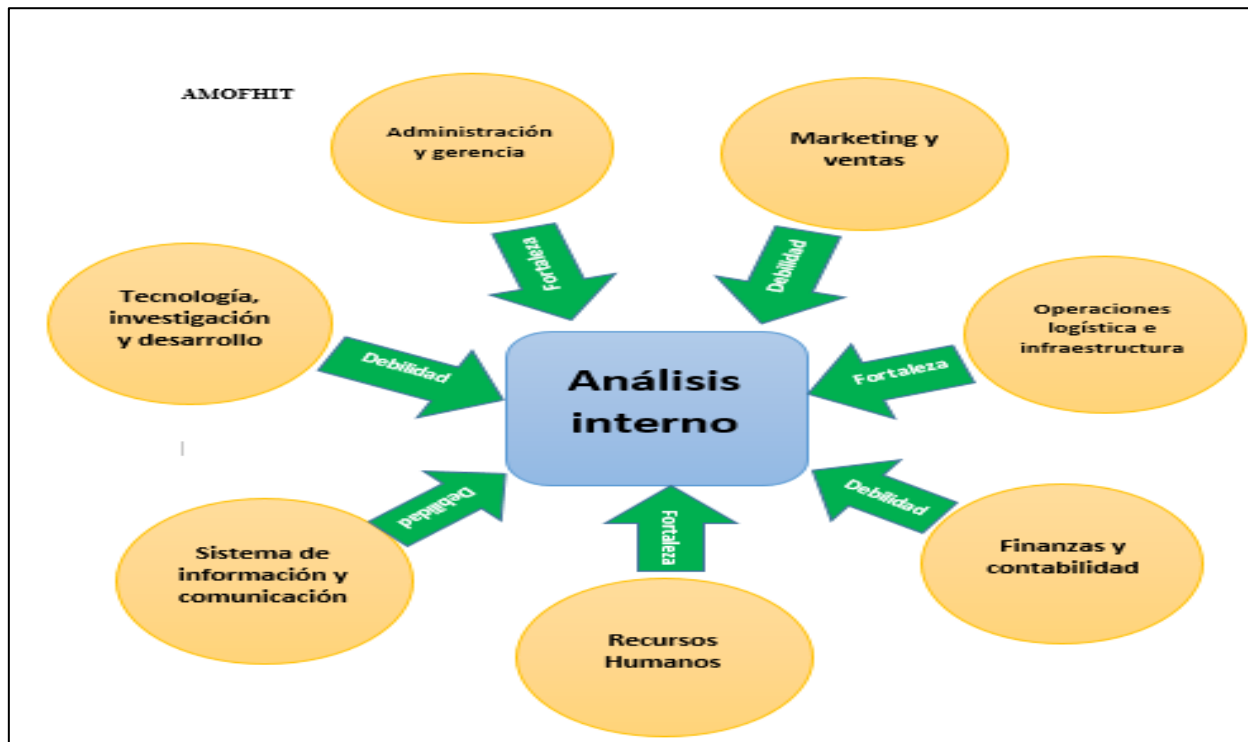 AMOFHIT
Administración
y gerencia
Marketing y
ventas
Fortaleza
Debilidad
Tecnología,
investigación
y desarrollo
Operaciones
logística e
infraestructura
Debilidad
Fortaleza
Análisis
interno
Debilidad
Debilidad
Sistema de
información y
comunicación
Fortaleza
Finanzas y
contabilidad
Recursos
Humanos